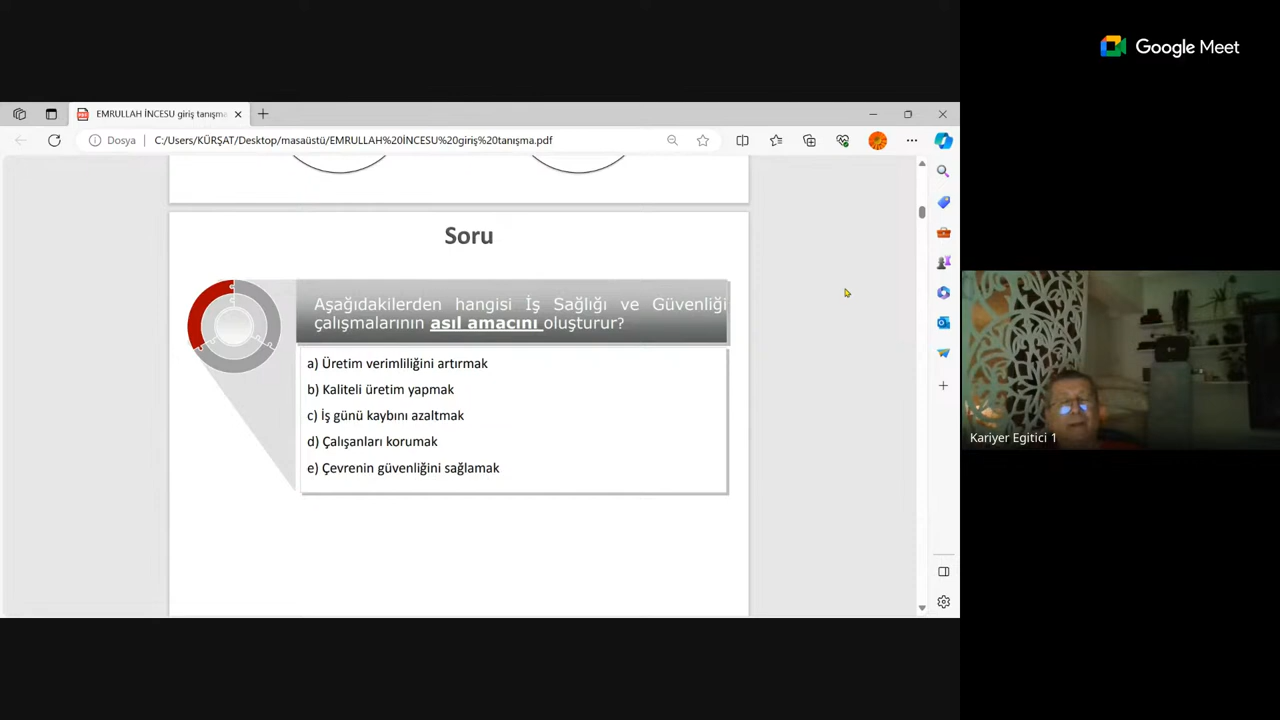 Google Meet
EMRULLAH İNCESU giriş tanışma
Dosya
C:/Users/KÜRŞAT/Desktop/masaüstü/EMRULLAH%20İNCESU%20giriş%20tanışma.pdf
Soru
Aşağıdakilerden hangisi İş Sağlığı ve Güvenliği
çalışmalarının asıl amacını oluşturur?
a) Üretim verimliliğini artırmak
b) Kaliteli üretim yapmak
c) İş günü kaybını azaltmak
d) Çalışanları korumak
e) Çevrenin güvenliğini sağlamak
Kariyer Egitici 1